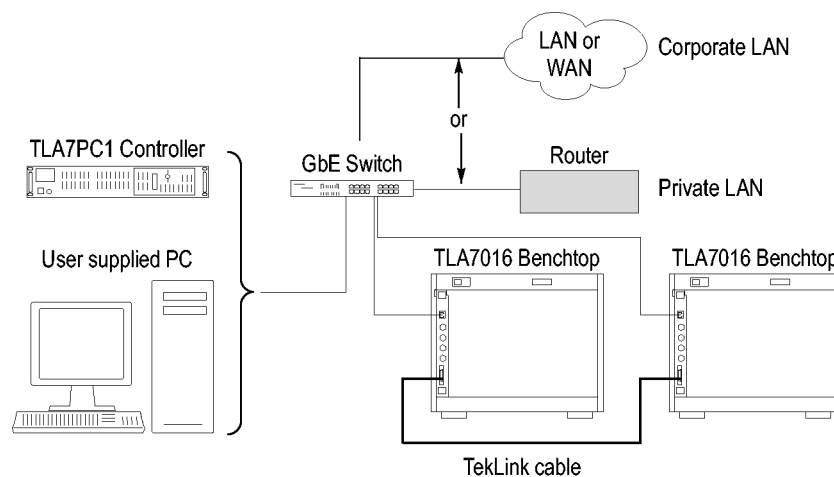 LAN or
WAN
Corporate LAN
or
TLA7PC1 Controller
GbE Switch
Router
Private LAN
User supplied PC
TLA7016 Benchtop
TLA7016 Benchtop
TekLink cable